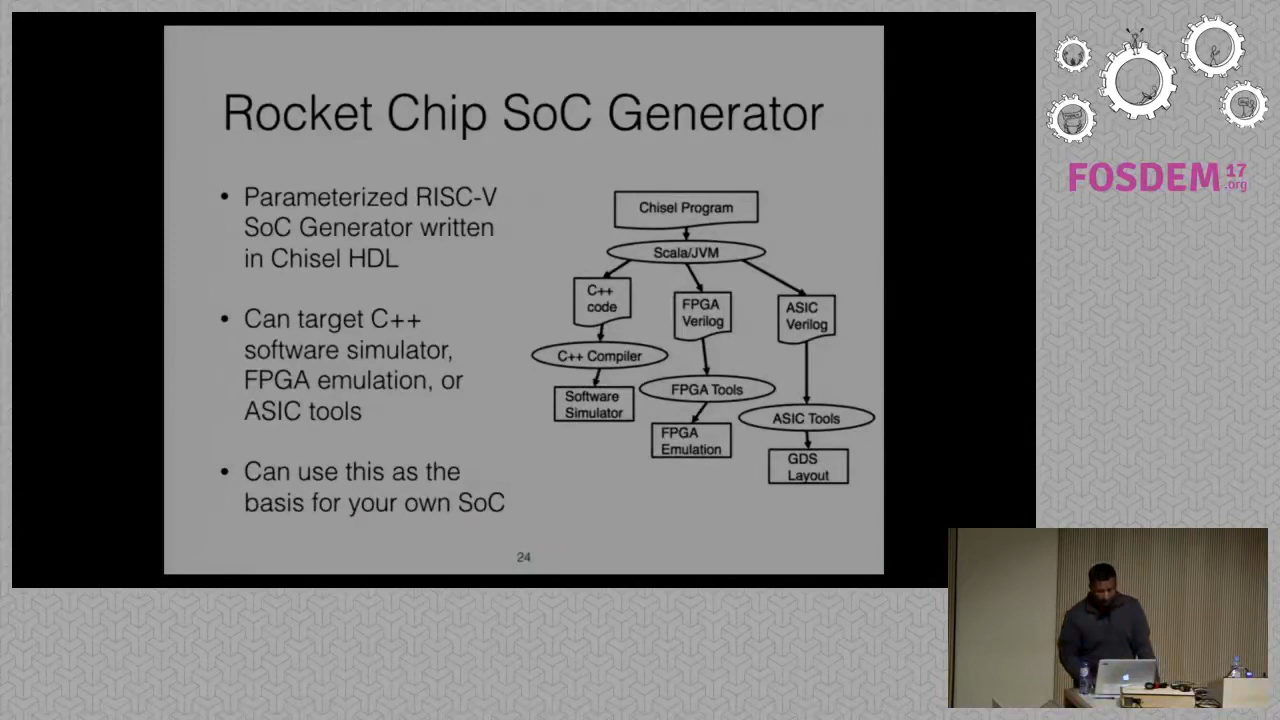 Rocket Chip SoC Generator
• Parameterized RISC-V
SoC Generator written
in Chisel HDL
• Can target C++
software simulator,
FPGA emulation, or
ASIC tools
• Can use this as the
basis for your own SoC
Chisel Program
Scala/JVM
C++
code
FPGA
Verilog
ASIC
Verilog
C++ Compiler
FPGA Tools
ASIC Tools
Software
Simulator
FPGA
Emulation
GDS
Layout
24
FOSDEM 17
.org